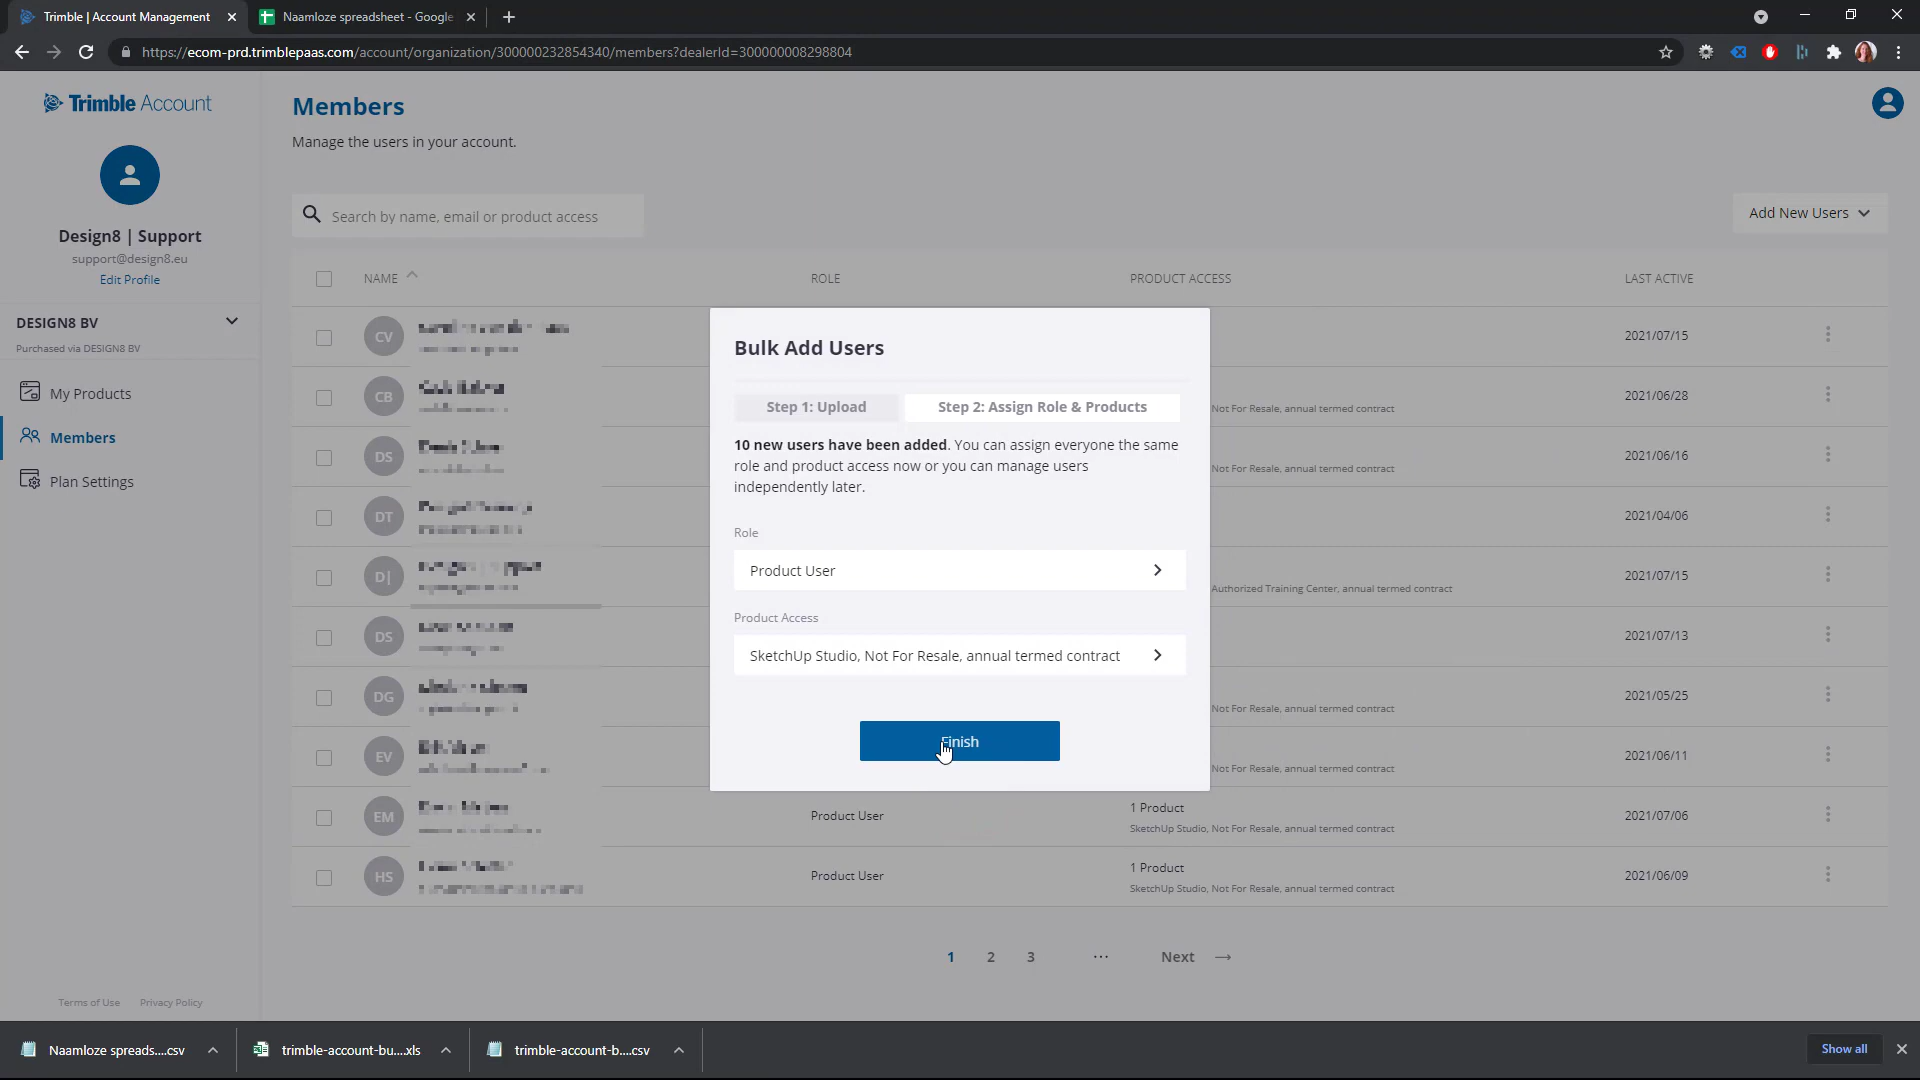 Trimble | Account Management
Naamloze spreadsheet - Google
https://ecom-prd.trimblepaas.com/account/organization/300000232854340/members?dealerId=300000008298804
Trimble Account
Design8 | Support
support@design8.eu
Edit Profile
DESIGN8 BV
Purchased via DESIGN8 BV
My Products
Members
Plan Settings
Terms of Use Privacy Policy
Members
Manage the users in your account.
Search by name, email or product access
Add New Users
NAME ROLE PRODUCT ACCESS LAST ACTIVE
CV 2021/07/15
CB 2021/06/28
Not For Resale, annual termed contract
DS 2021/06/16
Not For Resale, annual termed contract
DT 2021/04/06
D| 2021/07/15
Authorized Training Center, annual termed contract
DS 2021/07/13
DG 2021/05/25
Not For Resale, annual termed contract
EV 2021/06/11
Not For Resale, annual termed contract
EM Product User 1 Product 2021/07/06
SketchUp Studio, Not For Resale, annual termed contract
HS Product User 1 Product 2021/06/09
SketchUp Studio, Not For Resale, annual termed contract
1 2 3 ... Next →
Bulk Add Users
Step 1: Upload Step 2: Assign Role & Products
10 new users have been added. You can assign everyone the same
role and product access now or you can manage users
independently later.
Role
Product User
Product Access
SketchUp Studio, Not For Resale, annual termed contract
Finish
Naamloze spreads....csv
trimble-account-bu....xls
trimble-account-b....csv
Show all